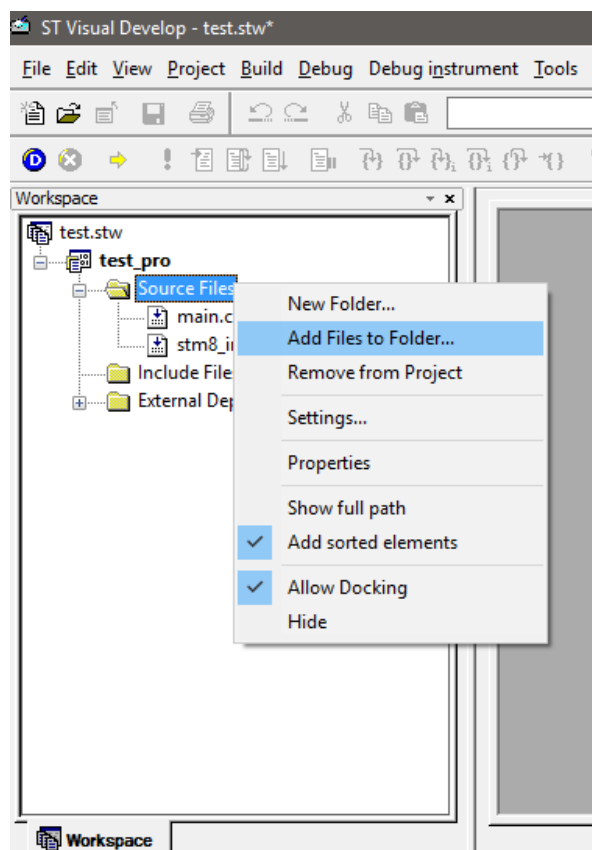 ST Visual Develop - test.stw*
File Edit View Project Build Debug Debug instrument Tools
Workspace
test.stw
test_pro
Source Files
main.c
stm8_i
Include File
External Dep
New Folder...
Add Files to Folder...
Remove from Project
Settings...
Properties
Show full path
Add sorted elements
Allow Docking
Hide
Workspace